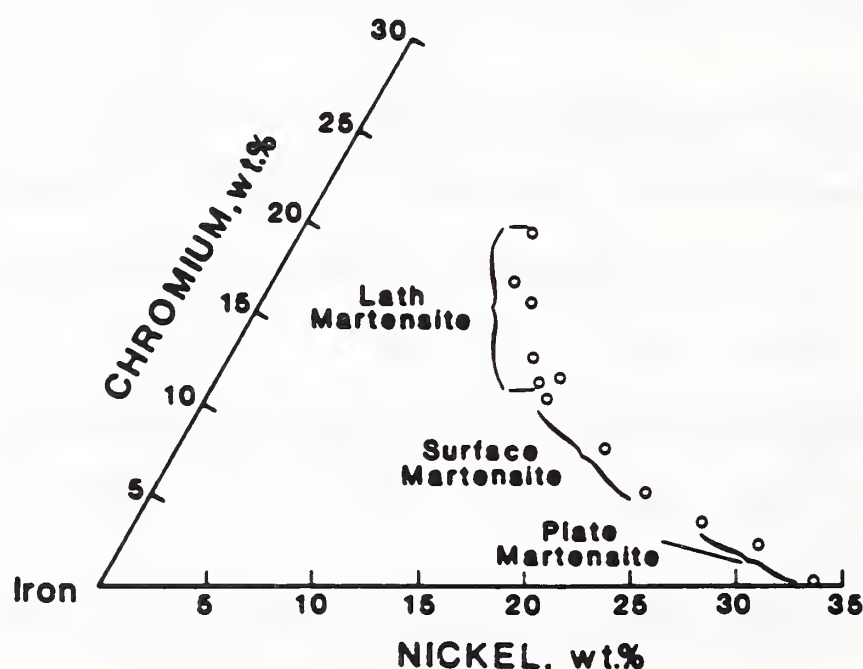 30
25
20
15
10
5
CHROMIUM, wt.%
Lath
Martensite
Surface
Martensite
Plate
Martensite
Iron
5 10 15 20 25 30 35
NICKEL, wt.%